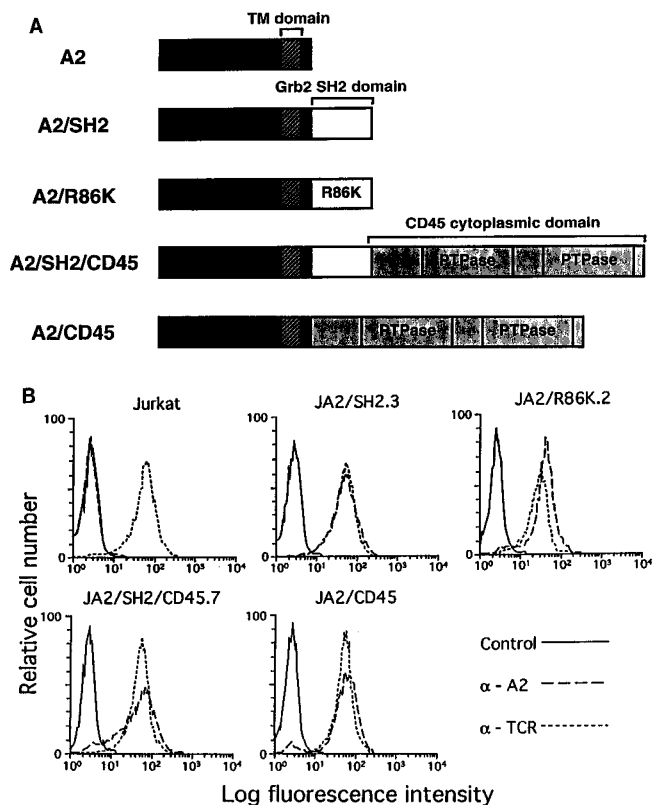 A
TM domain
A2
Grb2 SH2 domain
A2/SH2
A2/R86K
R86K
CD45 cytoplasmic domain
A2/SH2/CD45
PTPase
PTPase
A2/CD45
PTPase
PTPase
B
Jurkat
JA2/SH2.3
JA2/R86K.2
100
0
10⁰ 10¹ 10² 10³ 10⁴
100
0
10⁰ 10¹ 10² 10³ 10⁴
100
0
10⁰ 10¹ 10² 10³ 10⁴
JA2/SH2/CD45.7
JA2/CD45
100
0
10⁰ 10¹ 10² 10³ 10⁴
100
0
10⁰ 10¹ 10² 10³ 10⁴
Control
α - A2
α - TCR
Relative cell number
Log fluorescence intensity